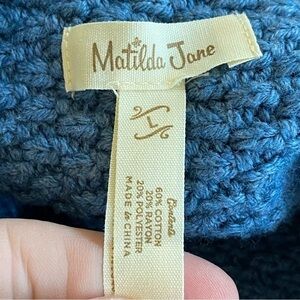 Matilda Jane
L
Contents
60% COTTON
20% RAYON
20% POLYESTER
MADE in CHINA